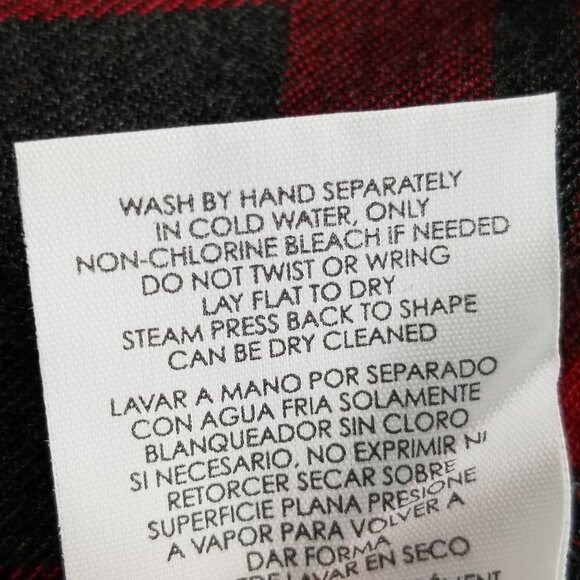 WASH BY HAND SEPARATELY
IN COLD WATER, ONLY
NON-CHLORINE BLEACH IF NEEDED
DO NOT TWIST OR WRING
LAY FLAT TO DRY
STEAM PRESS BACK TO SHAPE
CAN BE DRY CLEANED
LAVAR A MANO POR SEPARADO
CON AGUA FRIA SOLAMENTE
BLANQUEADOR SIN CLORO
SI NECESARIO, NO EXPRIMIR NI
RETORCER SECAR SOBRE
SUPERFICIE PLANA PRESIONE
A VAPOR PARA VOLVER A
DAR FORMA
LAVAR EN SECO